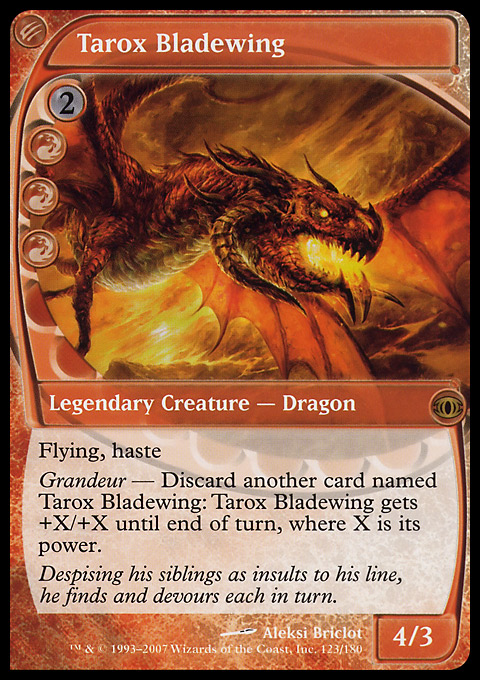 Tarox Bladewing
2
Legendary Creature — Dragon
Flying, haste
Grandeur — Discard another card named
Tarox Bladewing: Tarox Bladewing gets
+X/+X until end of turn, where X is its
power.
Despising his siblings as insults to his line,
he finds and devours each in turn.
Aleksi Briclot
™ & © 1993–2007 Wizards of the Coast, Inc. 123/180
4/3